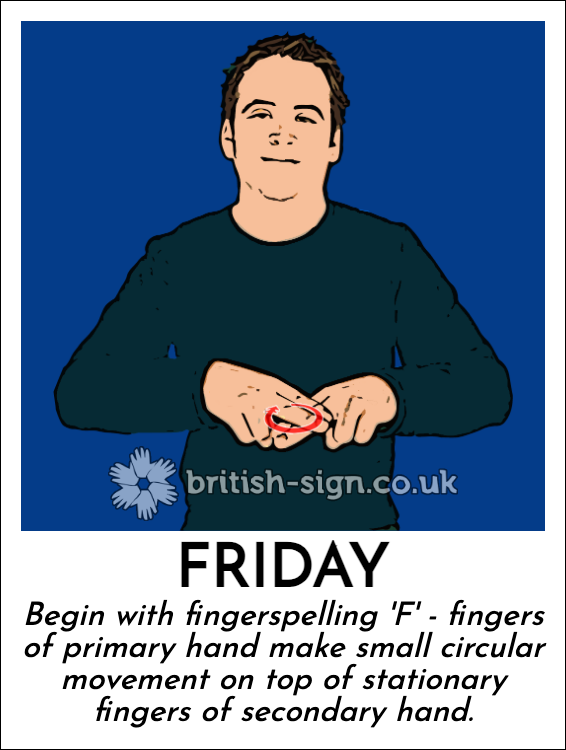 british-sign.co.uk
FRIDAY
Begin with fingerspelling 'F' - fingers
of primary hand make small circular
movement on top of stationary
fingers of secondary hand.